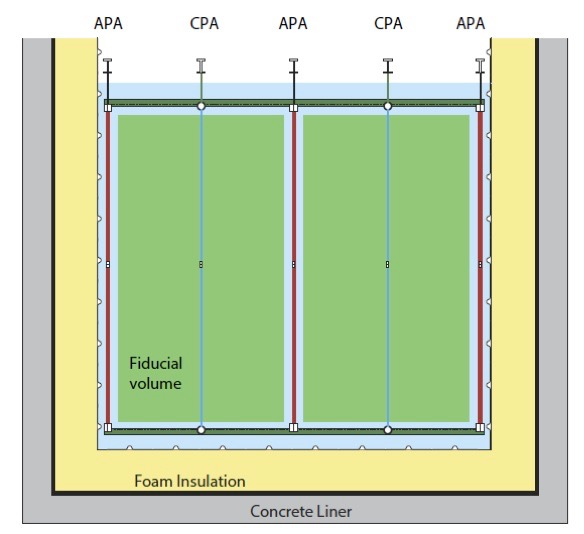 APA CPA APA CPA APA
Fiducial
volume
Foam Insulation
Concrete Liner